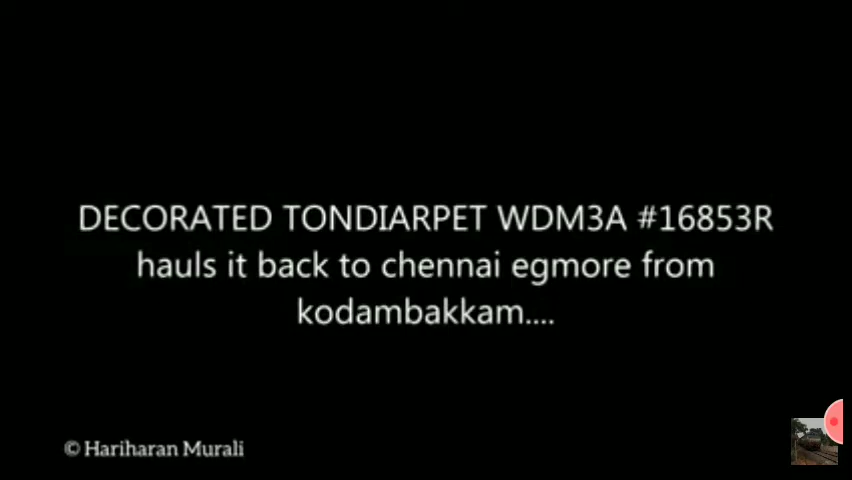 DECORATED TONDIARPET WDM3A #16853R
hauls it back to chennai egmore from
kodambakkam....
© Hariharan Murali